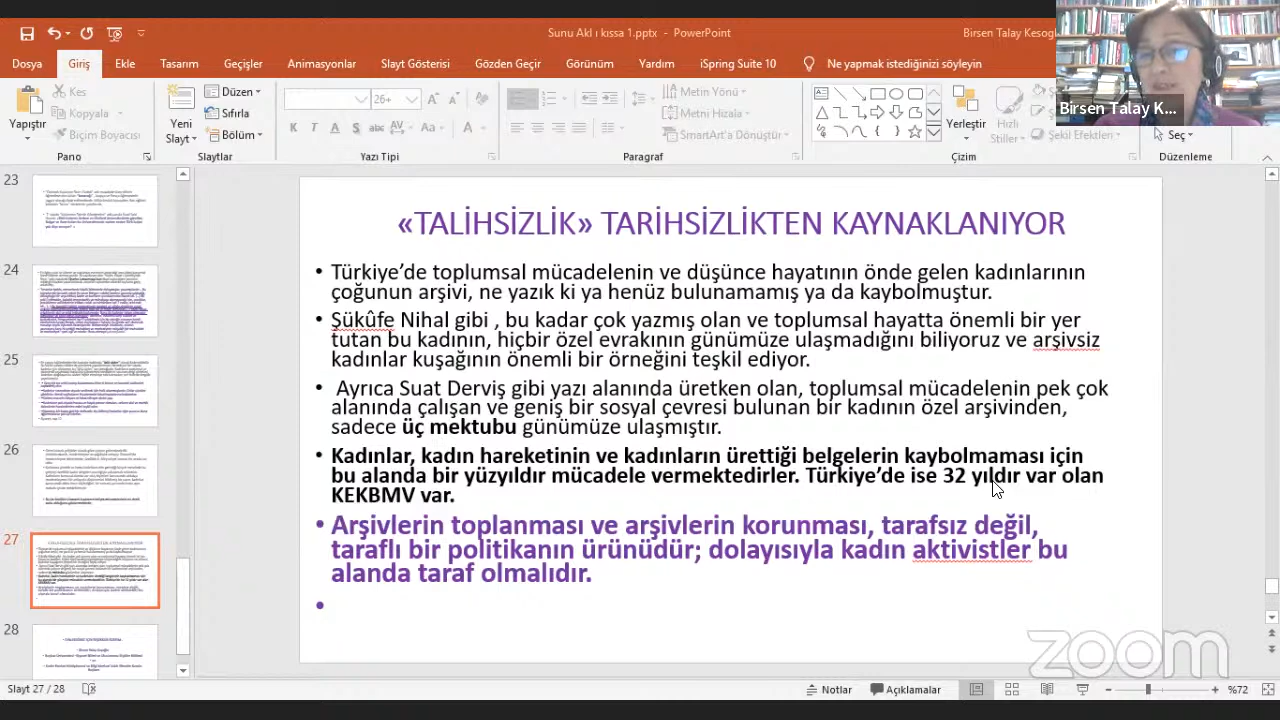 Sunu Akl ı kıssa 1.pptx - PowerPoint
Birsen Talay Kesog
Dosya Giriş Ekle Tasarım Geçişler Animasyonlar Slayt Gösterisi Gözden Geçir Görünüm Yardım iSpring Suite 10 Ne yapmak istediğinizi söyleyin
Birsen Talay K...
Yapıştır
Kes
Kopyala
Biçim Boyacısı
Pano
Yeni
Slayt
Düzen
Sıfırla
Bölüm
Slaytlar
26+
K T A abc AV Aa A
Yazı Tipi
Metin Yönü
Metni Hizala
SmartArt'a Dönüştür
Paragraf
Yerleştir
Hızlı
Stiller
Şekil Efektleri
Çizim
Seç
Düzenleme
23
24
25
26
27
28
«TALİHSİZLİK» TARİHSİZLİKTEN KAYNAKLANIYOR
• Türkiye'de toplumsal mücadelenin ve düşünce hayatının önde gelen kadınlarının
çoğunun arşivi, ne yazık ki ya henüz bulunamamış ya da kaybolmuştur.
• Şükûfe Nihal gibi, bu kadar çok yazmış olan ve toplumsal hayatta önemli bir yer
tutan bu kadının, hiçbir özel evrakının günümüze ulaşmadığını biliyoruz ve arşivsiz
kadınlar kuşağının önemli bir örneğini teşkil ediyor.
• Ayrıca Suat Derviş gibi yazı alanında üretken olan, toplumsal mücadelenin pek çok
alanında çalışan ve geniş bir sosyal çevresi bulunan bir kadının özel arşivinden,
sadece üç mektubu günümüze ulaşmıştır.
• Kadınlar, kadın hareketinin ve kadınların ürettiği belgelerin kaybolmaması için
bu alanda bir yüzyıldır mücadele vermektedirler. Türkiye'de ise 32 yıldır var olan
KEKBMV var.
• Arşivlerin toplanması ve arşivlerin korunması, tarafsız değil,
taraflı bir politikanın ürünüdür; dolayısıyla kadın aktivistler bu
alanda taraf olmalıdır.
•
zoom
Slayt 27 / 28
Notlar
Açıklamalar
%72